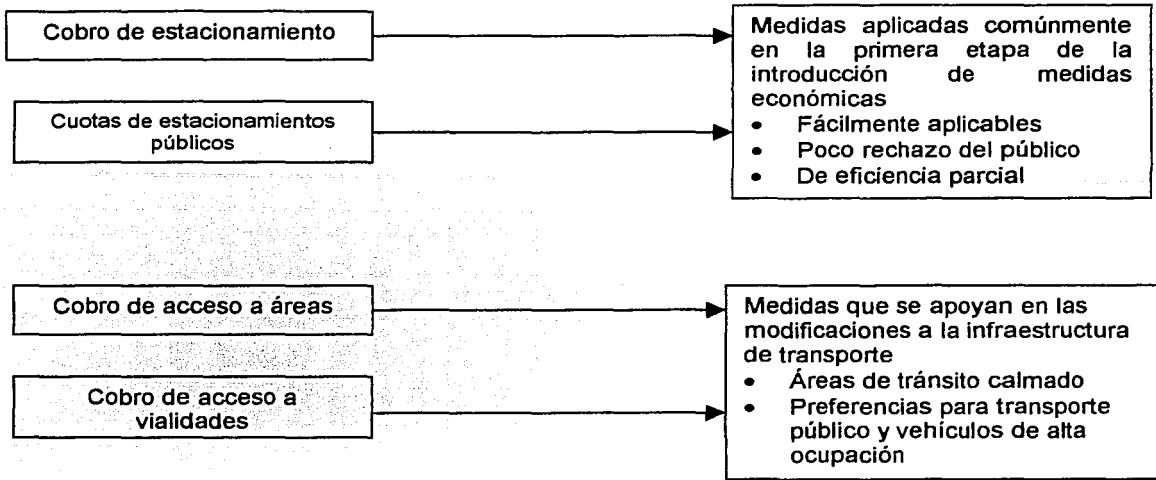 Cobro de estacionamiento
Cuotas de estacionamientos
públicos
Medidas aplicadas comúnmente
en la primera etapa de la
introducción de medidas
económicas
• Fácilmente aplicables
• Poco rechazo del público
• De eficiencia parcial
Cobro de acceso a áreas
Cobro de acceso a
vialidades
Medidas que se apoyan en las
modificaciones a la infraestructura
de transporte
• Áreas de tránsito calmado
• Preferencias para transporte
público y vehículos de alta
ocupación